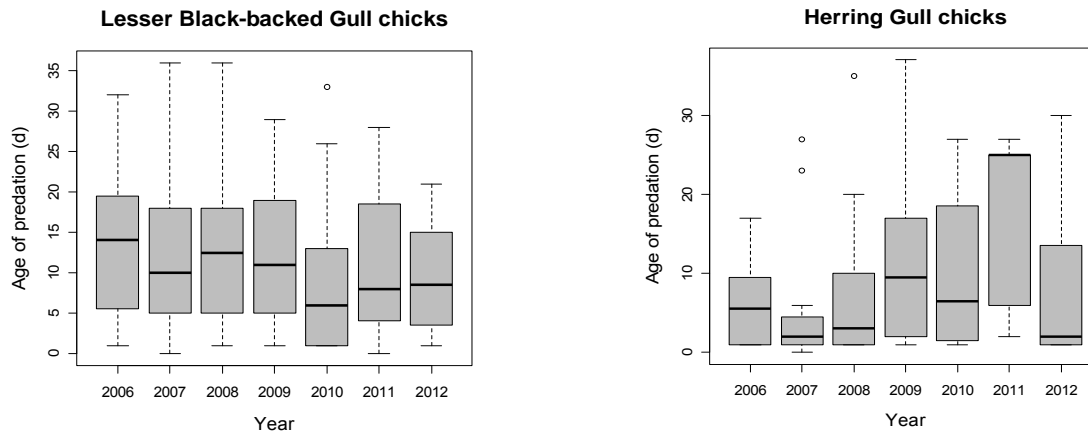 Lesser Black-backed Gull chicks
Age of predation (d)
35
30
25
20
15
10
5
0
2006 2007 2008 2009 2010 2011 2012
Year
Herring Gull chicks
Age of predation (d)
30
20
10
0
2006 2007 2008 2009 2010 2011 2012
Year